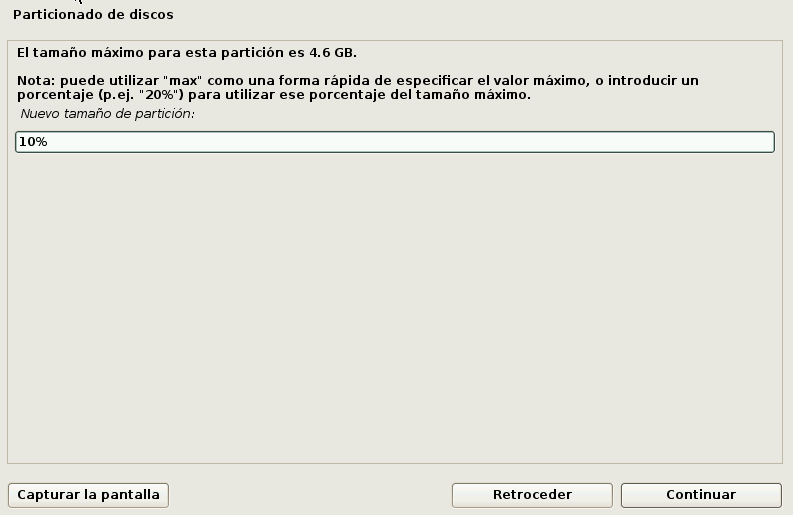 Particionado de discos
El tamaño máximo para esta partición es 4.6 GB.
Nota: puede utilizar "max" como una forma rápida de especificar el valor máximo, o introducir un
porcentaje (p.ej. "20%") para utilizar ese porcentaje del tamaño máximo.
Nuevo tamaño de partición:
10%
Capturar la pantalla
Retroceder
Continuar